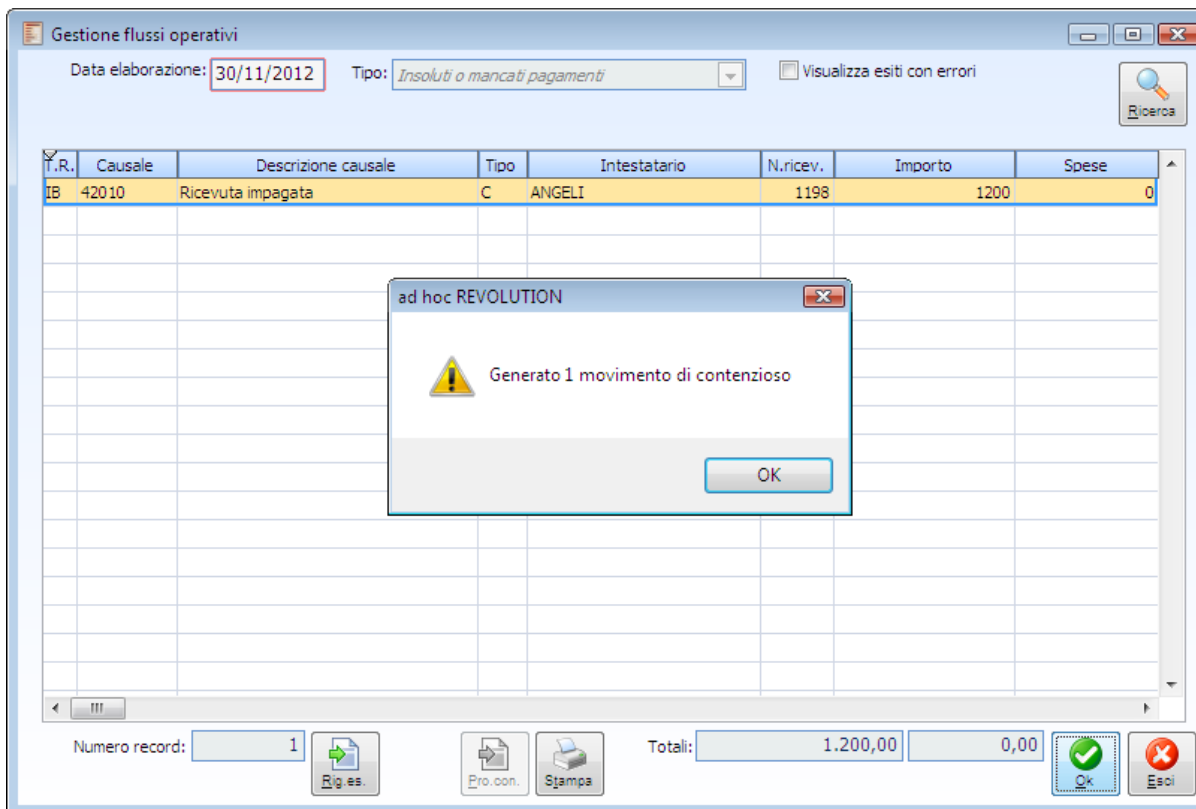 Gestione flussi operativi
Data elaborazione: 30/11/2012 Tipo: Insoluti o mancati pagamenti Visualizza esiti con errori
Ricerca
T.R. Causale Descrizione causale Tipo Intestatario N.ricev. Importo Spese
IB 42010 Ricevuta impagata C ANGELI 1198 1200 0
ad hoc REVOLUTION
Generato 1 movimento di contenzioso
OK
Numero record: 1 Totali: 1.200,00 0,00
Rig.es. Pro.con. Stampa Ok Esci